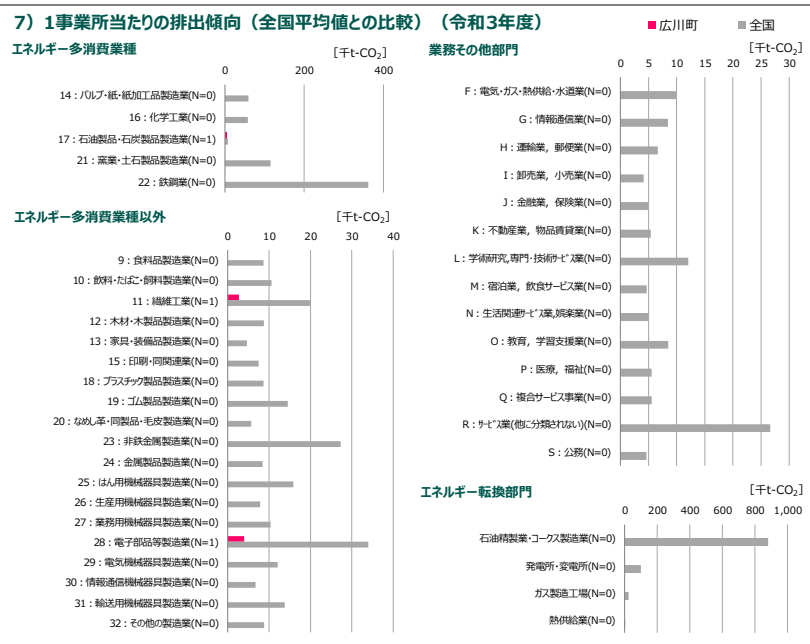 7）1事業所当たりの排出傾向（全国平均値との比較）（令和3年度）
■広川町 ■全国
エネルギー多消費業種
[千t-CO₂]
0 200 400
14：パルプ・紙・紙加工品製造業(N=0)
16：化学工業(N=0)
17：石油製品・石炭製品製造業(N=1)
21：窯業・土石製品製造業(N=0)
22：鉄鋼業(N=0)
エネルギー多消費業種以外
[千t-CO₂]
0 10 20 30 40
9：食料品製造業(N=0)
10：飲料・たばこ・飼料製造業(N=0)
11：繊維工業(N=1)
12：木材・木製品製造業(N=0)
13：家具・装備品製造業(N=0)
15：印刷・同関連業(N=0)
18：プラスチック製品製造業(N=0)
19：ゴム製品製造業(N=0)
20：なめし革・同製品・毛皮製造業(N=0)
23：非鉄金属製造業(N=0)
24：金属製品製造業(N=0)
25：はん用機械器具製造業(N=0)
26：生産用機械器具製造業(N=0)
27：業務用機械器具製造業(N=0)
28：電子部品等製造業(N=1)
29：電気機械器具製造業(N=0)
30：情報通信機械器具製造業(N=0)
31：輸送用機械器具製造業(N=0)
32：その他の製造業(N=0)
業務その他部門
[千t-CO₂]
0 5 10 15 20 25 30
F：電気・ガス・熱供給・水道業(N=0)
G：情報通信業(N=0)
H：運輸業，郵便業(N=0)
I：卸売業，小売業(N=0)
J：金融業，保険業(N=0)
K：不動産業，物品賃貸業(N=0)
L：学術研究,専門・技術ｻｰﾋﾞｽ業(N=0)
M：宿泊業，飲食サービス業(N=0)
N：生活関連ｻｰﾋﾞｽ業,娯楽業(N=0)
O：教育，学習支援業(N=0)
P：医療，福祉(N=0)
Q：複合サービス事業(N=0)
R：ｻｰﾋﾞｽ業(他に分類されない)(N=0)
S：公務(N=0)
エネルギー転換部門
[千t-CO₂]
0 200 400 600 800 1,000
石油精製業・コークス製造業(N=0)
発電所・変電所(N=0)
ガス製造工場(N=0)
熱供給業(N=0)